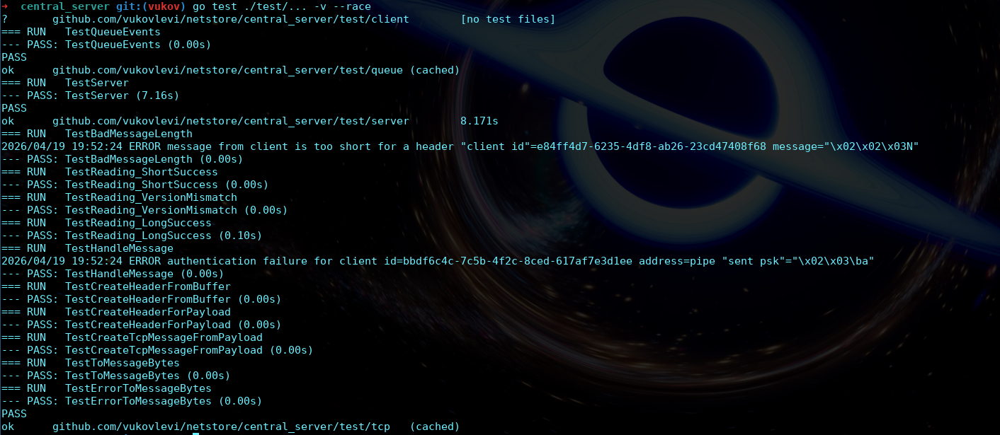 ➜  central_server git:(vukov) go test ./test/... -v --race
?       github.com/vukovlevi/netstore/central_server/test/client        [no test files]
=== RUN   TestQueueEvents
--- PASS: TestQueueEvents (0.00s)
PASS
ok      github.com/vukovlevi/netstore/central_server/test/queue (cached)
=== RUN   TestServer
--- PASS: TestServer (7.16s)
PASS
ok      github.com/vukovlevi/netstore/central_server/test/server        8.171s
=== RUN   TestBadMessageLength
2026/04/19 19:52:24 ERROR message from client is too short for a header "client id"=e84ff4d7-6235-4df8-ab26-23cd47408f68 message="\x02\x02\x03N"
--- PASS: TestBadMessageLength (0.00s)
=== RUN   TestReading_ShortSuccess
--- PASS: TestReading_ShortSuccess (0.00s)
=== RUN   TestReading_VersionMismatch
--- PASS: TestReading_VersionMismatch (0.00s)
=== RUN   TestReading_LongSuccess
--- PASS: TestReading_LongSuccess (0.10s)
=== RUN   TestHandleMessage
2026/04/19 19:52:24 ERROR authentication failure for client id=bbdf6c4c-7c5b-4f2c-8ced-617af7e3d1ee address=pipe "sent psk"="\x02\x03\ba"
--- PASS: TestHandleMessage (0.00s)
=== RUN   TestCreateHeaderFromBuffer
--- PASS: TestCreateHeaderFromBuffer (0.00s)
=== RUN   TestCreateHeaderForPayload
--- PASS: TestCreateHeaderForPayload (0.00s)
=== RUN   TestCreateTcpMessageFromPayload
--- PASS: TestCreateTcpMessageFromPayload (0.00s)
=== RUN   TestToMessageBytes
--- PASS: TestToMessageBytes (0.00s)
=== RUN   TestErrorToMessageBytes
--- PASS: TestErrorToMessageBytes (0.00s)
PASS
ok      github.com/vukovlevi/netstore/central_server/test/tcp   (cached)